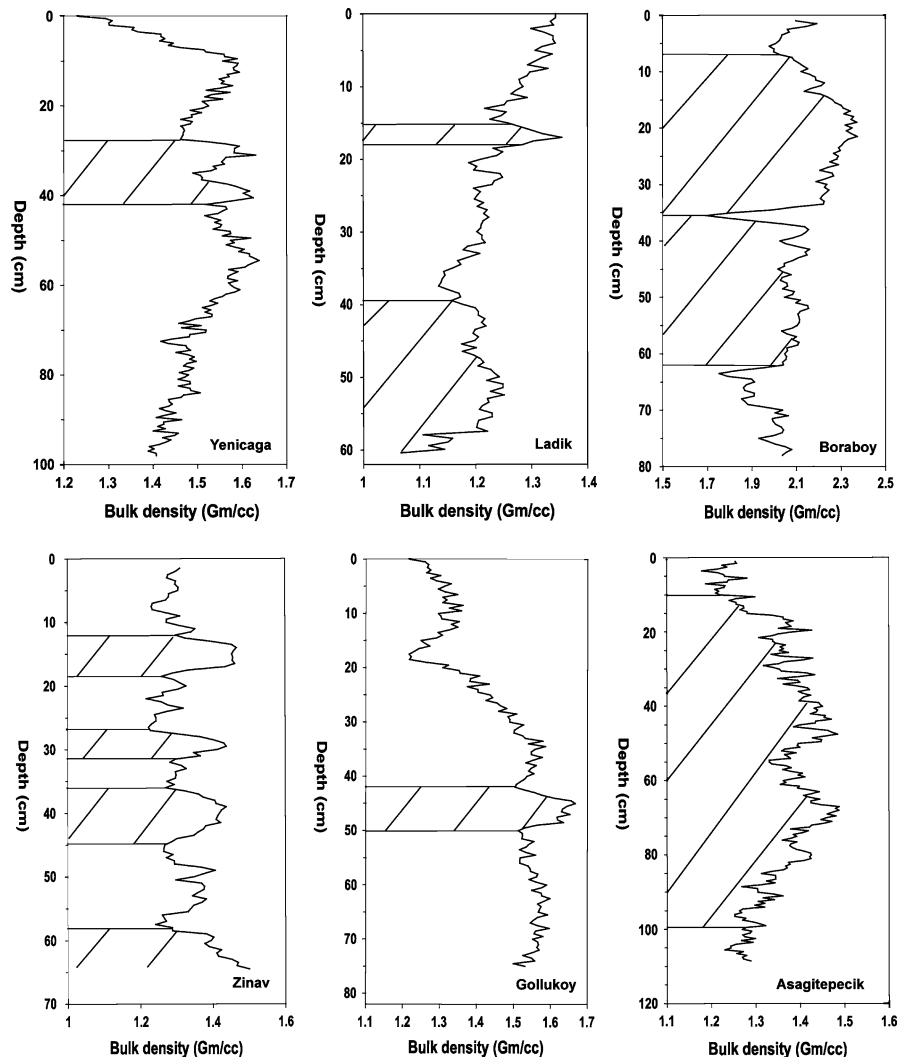 0
20
40
60
80
100
Depth (cm)
1.2 1.3 1.4 1.5 1.6 1.7
Bulk density (Gm/cc)
Yenicaga
0
10
20
30
40
50
60
Depth (cm)
1 1.1 1.2 1.3 1.4
Bulk density (Gm/cc)
Ladik
0
10
20
30
40
50
60
70
80
Depth (cm)
1.5 1.7 1.9 2.1 2.3 2.5
Bulk density (Gm/cc)
Boraboy
0
10
20
30
40
50
60
70
Depth (cm)
1 1.2 1.4 1.6
Bulk density (Gm/cc)
Zinav
0
10
20
30
40
50
60
70
80
Depth (cm)
1.1 1.2 1.3 1.4 1.5 1.6 1.7
Bulk density (Gm/cc)
Gollukoy
0
20
40
60
80
100
120
Depth (cm)
1.1 1.2 1.3 1.4 1.5 1.6
Bulk density (Gm/cc)
Asagitepecik